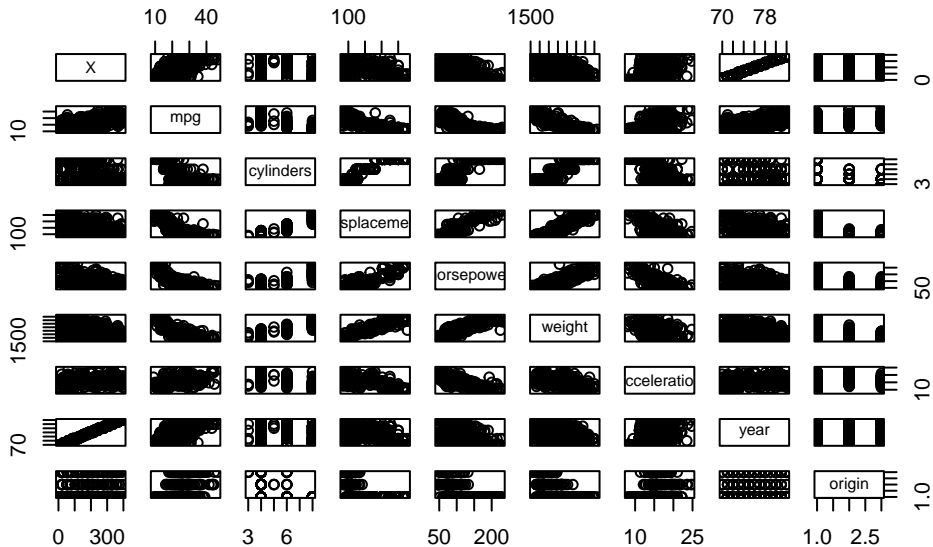 10 40 100 1500 70 78
X 0
10 mpg
cylinders 3
100 splaceme
orsepowe 50
1500 weight
cceleratio 10
70 year
origin 1.0
0 300 3 6 50 200 10 25 1.0 2.5